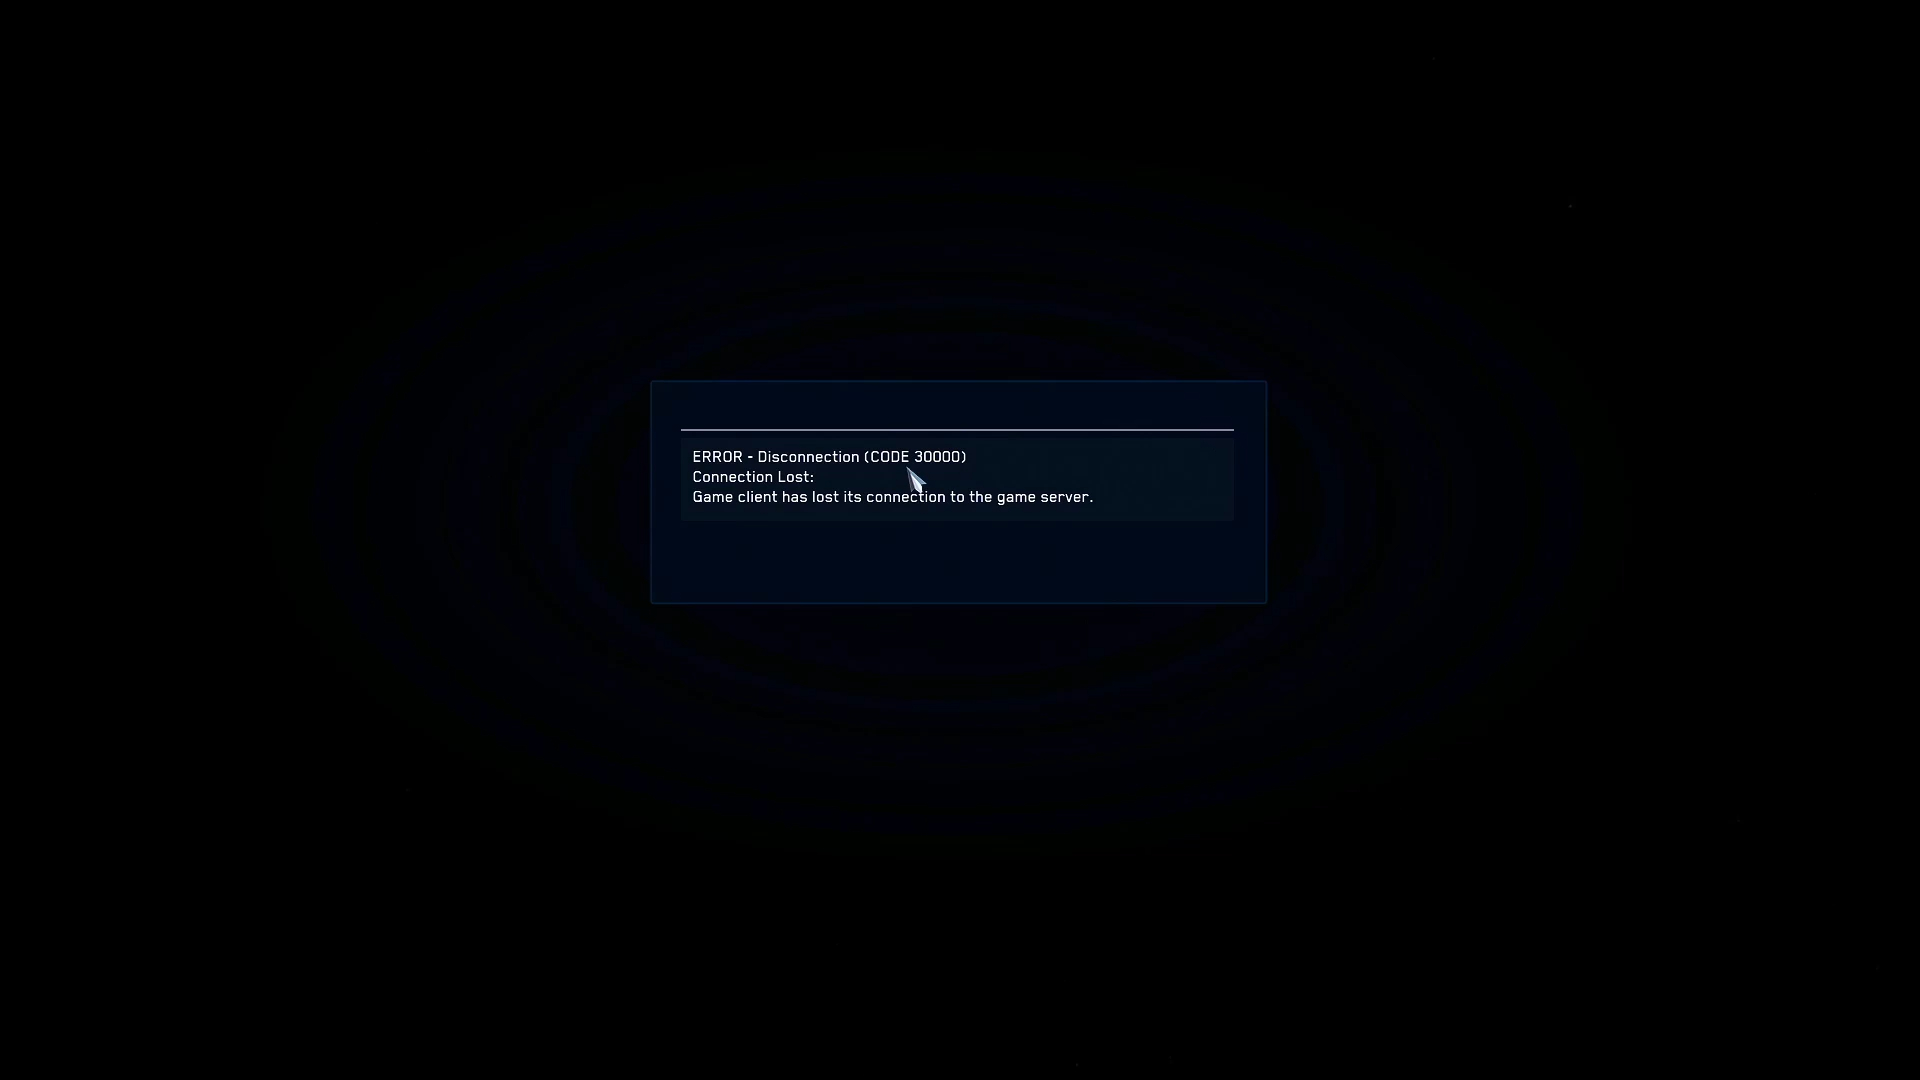 ERROR - Disconnection (CODE 30000)
Connection Lost:
Game client has lost its connection to the game server.